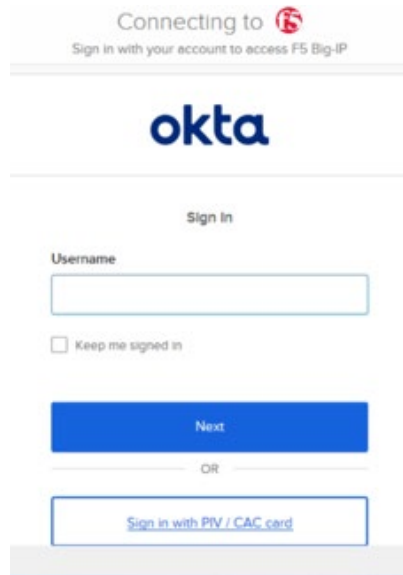 Connecting to f5
Sign in with your account to access F5 Big-IP
okta
Sign In
Username
Keep me signed in
Next
OR
Sign in with PIV / CAC card